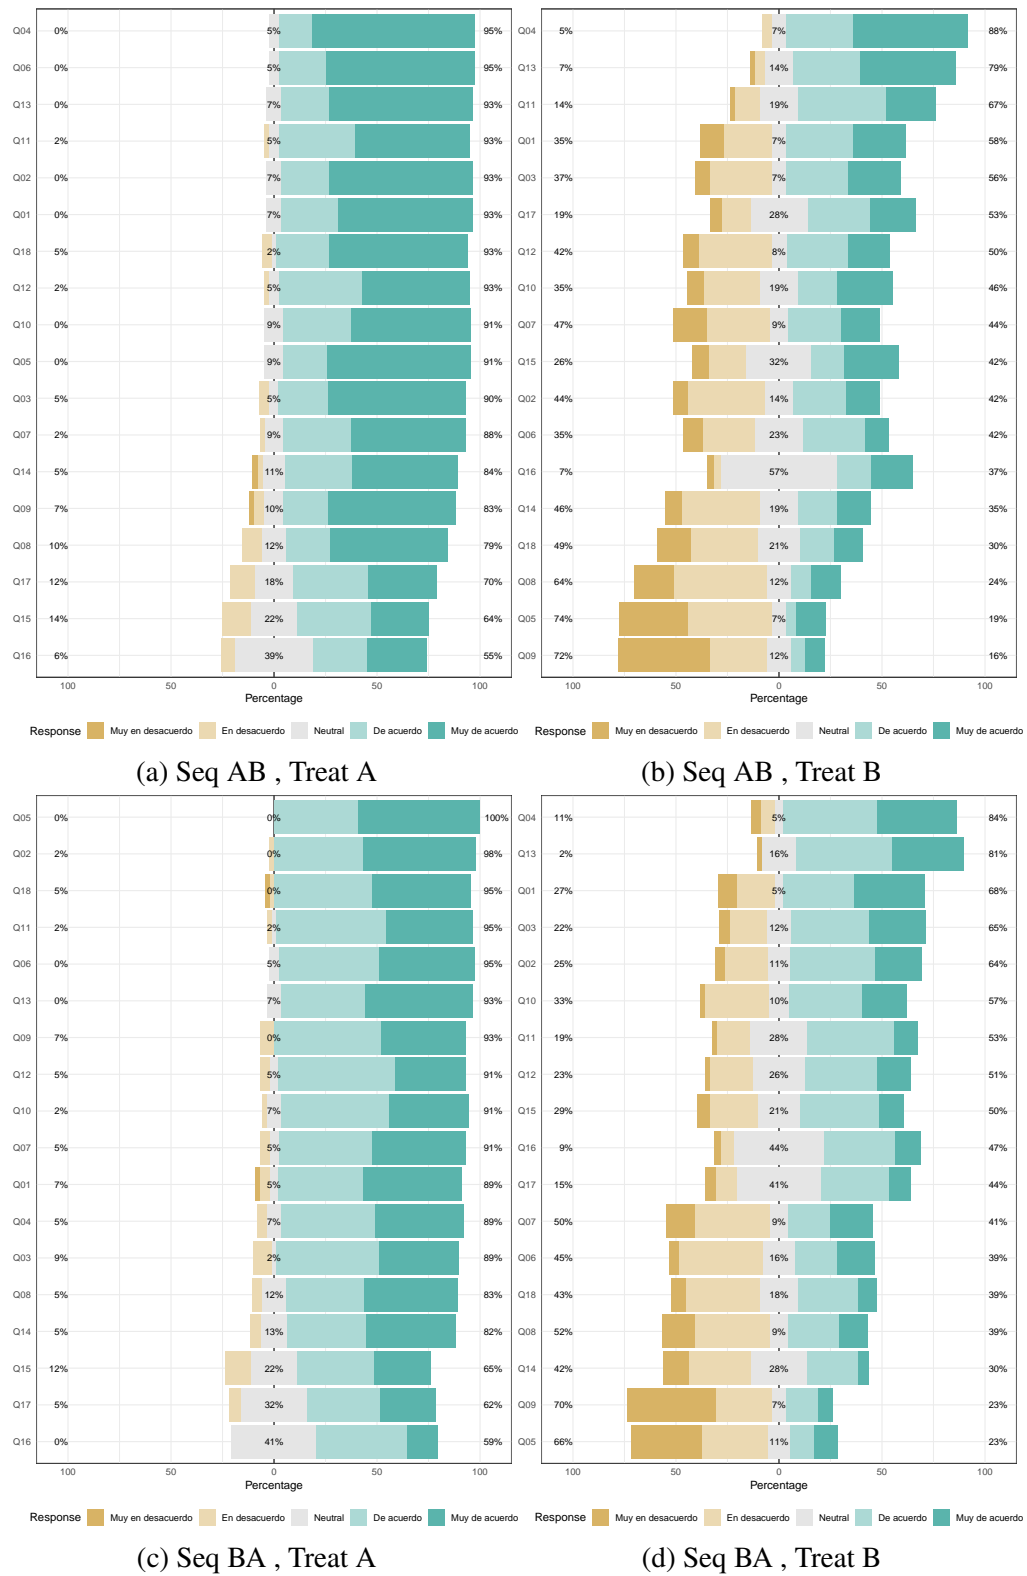 Q04 0% 5% 95%
Q06 0% 5% 95%
Q13 0% 7% 93%
Q11 2% 5% 93%
Q02 0% 7% 93%
Q01 0% 7% 93%
Q18 5% 2% 93%
Q12 2% 5% 93%
Q10 0% 9% 91%
Q05 0% 9% 91%
Q03 5% 5% 90%
Q07 2% 9% 88%
Q14 5% 11% 84%
Q09 7% 10% 83%
Q08 10% 12% 79%
Q17 12% 18% 70%
Q15 14% 22% 64%
Q16 6% 39% 55%
100 50 0 50 100
Percentage
Response Muy en desacuerdo En desacuerdo Neutral De acuerdo Muy de acuerdo
(a) Seq AB , Treat A
Q04 5% 7% 88%
Q13 7% 14% 79%
Q11 14% 19% 67%
Q01 35% 7% 58%
Q03 37% 7% 56%
Q17 19% 28% 53%
Q12 42% 8% 50%
Q10 35% 19% 46%
Q07 47% 9% 44%
Q15 26% 32% 42%
Q02 44% 14% 42%
Q06 35% 23% 42%
Q16 7% 57% 37%
Q14 46% 19% 35%
Q18 49% 21% 30%
Q08 64% 12% 24%
Q05 74% 7% 19%
Q09 72% 12% 16%
100 50 0 50 100
Percentage
Response Muy en desacuerdo En desacuerdo Neutral De acuerdo Muy de acuerdo
(b) Seq AB , Treat B
Q05 0% 0% 100%
Q02 2% 0% 98%
Q18 5% 0% 95%
Q11 2% 2% 95%
Q06 0% 5% 95%
Q13 0% 7% 93%
Q09 7% 0% 93%
Q12 5% 5% 91%
Q10 2% 7% 91%
Q07 5% 5% 91%
Q01 7% 5% 89%
Q04 5% 7% 89%
Q03 9% 2% 89%
Q08 5% 12% 83%
Q14 5% 13% 82%
Q15 12% 22% 65%
Q17 5% 32% 62%
Q16 0% 41% 59%
100 50 0 50 100
Percentage
Response Muy en desacuerdo En desacuerdo Neutral De acuerdo Muy de acuerdo
(c) Seq BA , Treat A
Q04 11% 5% 84%
Q13 2% 16% 81%
Q01 27% 5% 68%
Q03 22% 12% 65%
Q02 25% 11% 64%
Q10 33% 10% 57%
Q11 19% 28% 53%
Q12 23% 26% 51%
Q15 29% 21% 50%
Q16 9% 44% 47%
Q17 15% 41% 44%
Q07 50% 9% 41%
Q06 45% 16% 39%
Q18 43% 18% 39%
Q08 52% 9% 39%
Q14 42% 28% 30%
Q09 70% 7% 23%
Q05 66% 11% 23%
100 50 0 50 100
Percentage
Response Muy en desacuerdo En desacuerdo Neutral De acuerdo Muy de acuerdo
(d) Seq BA , Treat B